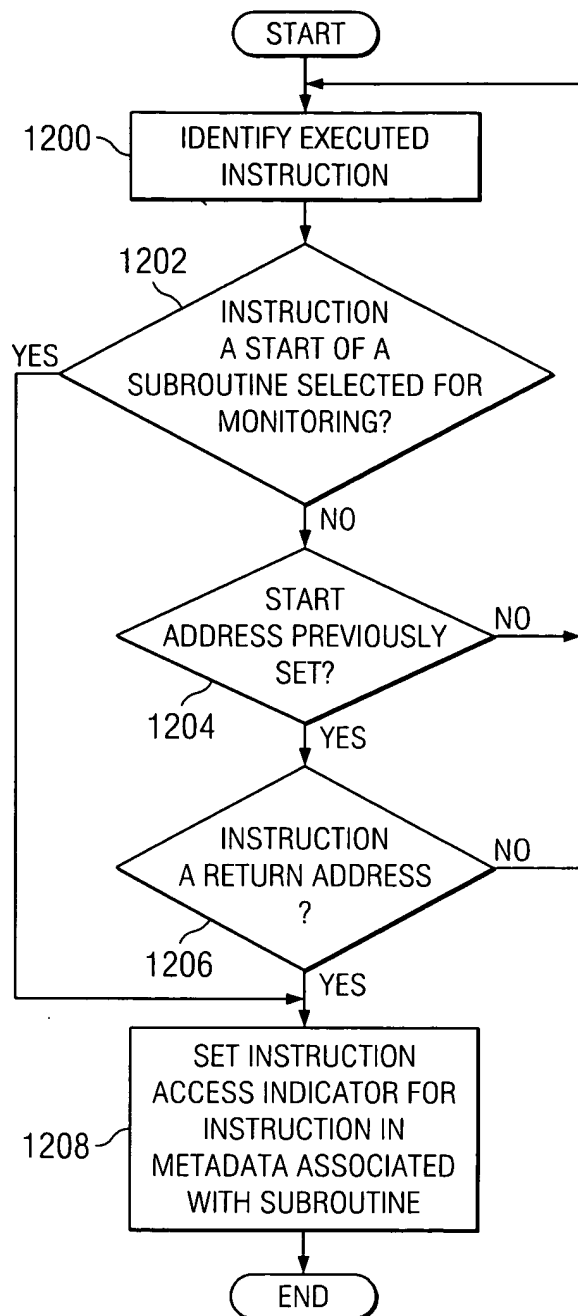 START
1200
IDENTIFY EXECUTED
INSTRUCTION
1202
INSTRUCTION
A START OF A
SUBROUTINE SELECTED FOR
MONITORING?
YES
NO
START
ADDRESS PREVIOUSLY
SET?
NO
1204
YES
INSTRUCTION
A RETURN ADDRESS
?
NO
1206
YES
SET INSTRUCTION
ACCESS INDICATOR FOR
INSTRUCTION IN
METADATA ASSOCIATED
WITH SUBROUTINE
1208
END